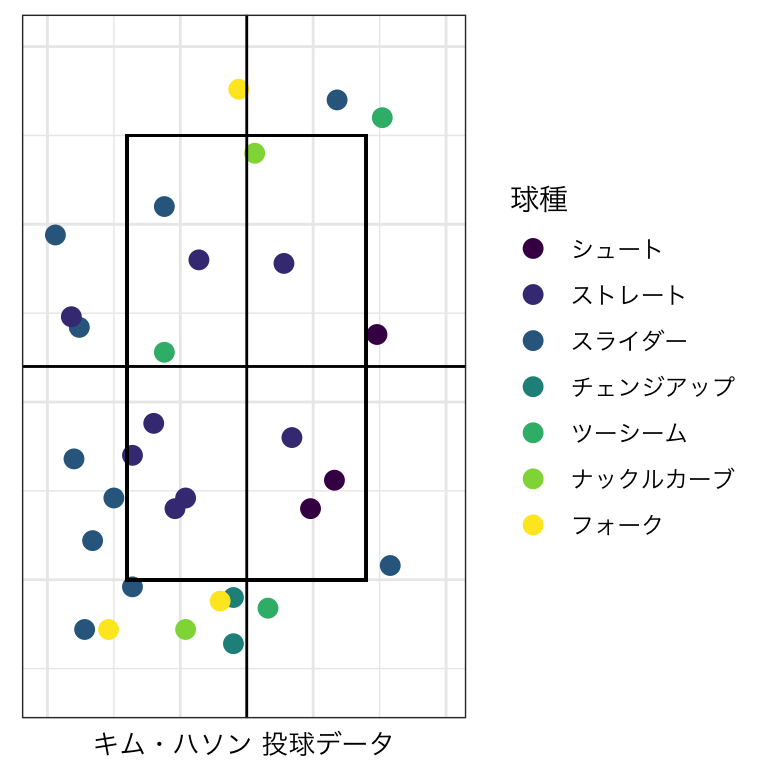 球種
シュート
ストレート
スライダー
チェンジアップ
ツーシーム
ナックルカーブ
フォーク
キム・ハソン 投球データ